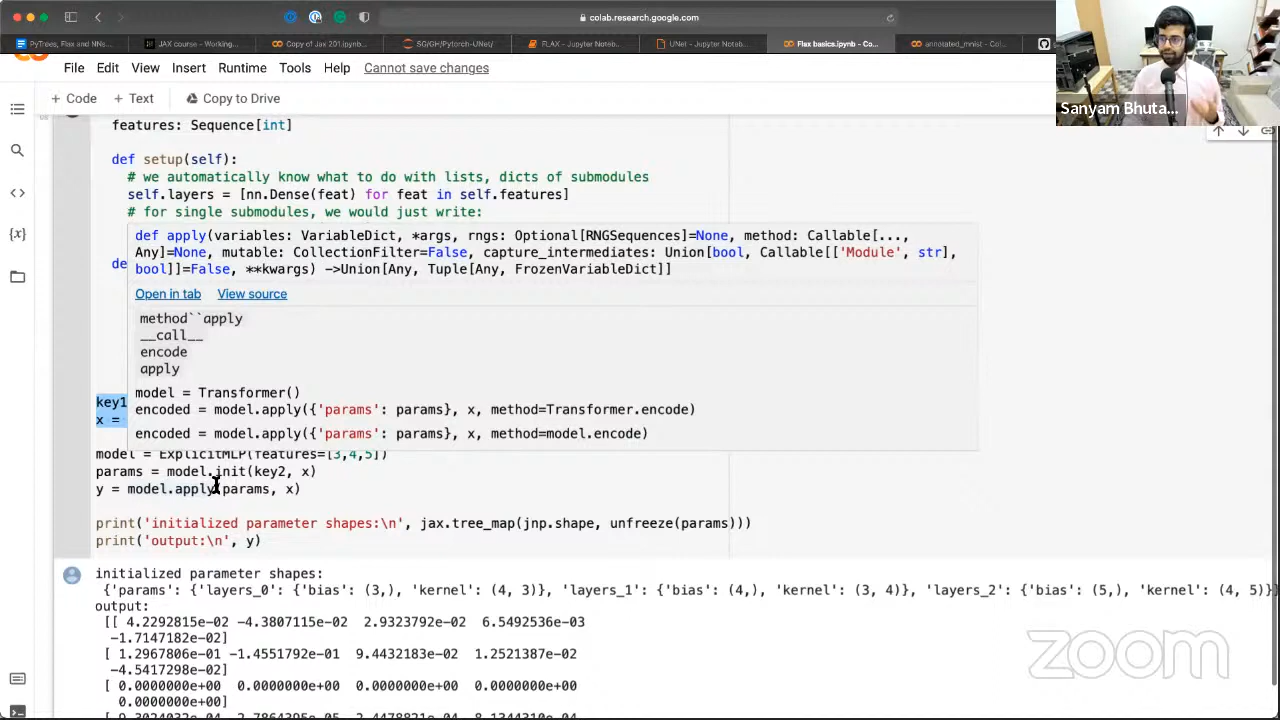 colab.research.google.com
PyTrees, Flax and NNs...
JAX course - Working...
Copy of Jax 201.ipynb...
SG/GH/Pytorch-UNet/
FLAX - Jupyter Noteb...
UNet - Jupyter Notebo...
Flax basics.ipynb - Co...
annotated_mnist - Col...
File Edit View Insert Runtime Tools Help Cannot save changes
+ Code + Text Copy to Drive
Sanyam Bhuta...
features: Sequence[int]
def setup(self):
# we automatically know what to do with lists, dicts of submodules
self.layers = [nn.Dense(feat) for feat in self.features]
# for single submodules, we would just write:
def apply(variables: VariableDict, *args, rngs: Optional[RNGSequences]=None, method: Callable[...,
Any]=None, mutable: CollectionFilter=False, capture_intermediates: Union[bool, Callable[['Module', str],
de
bool]]=False, **kwargs) ->Union[Any, Tuple[Any, FrozenVariableDict]]
Open in tab View source
method``apply
__call__
encode
apply
model = Transformer()
key1
encoded = model.apply({'params': params}, x, method=Transformer.encode)
x =
encoded = model.apply({'params': params}, x, method=model.encode)
model = ExplicitMLP(features=[3,4,5])
params = model.init(key2, x)
y = model.apply(params, x)
print('initialized parameter shapes:\n', jax.tree_map(jnp.shape, unfreeze(params)))
print('output:\n', y)
initialized parameter shapes:
{'params': {'layers_0': {'bias': (3,), 'kernel': (4, 3)}, 'layers_1': {'bias': (4,), 'kernel': (3, 4)}, 'layers_2': {'bias': (5,), 'kernel': (4, 5)}}
output:
[[ 4.2292815e-02 -4.3807115e-02 2.9323792e-02 6.5492536e-03
-1.7147182e-02]
[ 1.2967806e-01 -1.4551792e-01 9.4432183e-02 1.2521387e-02
-4.5417298e-02]
[ 0.0000000e+00 0.0000000e+00 0.0000000e+00 0.0000000e+00
0.0000000e+00]
zoom